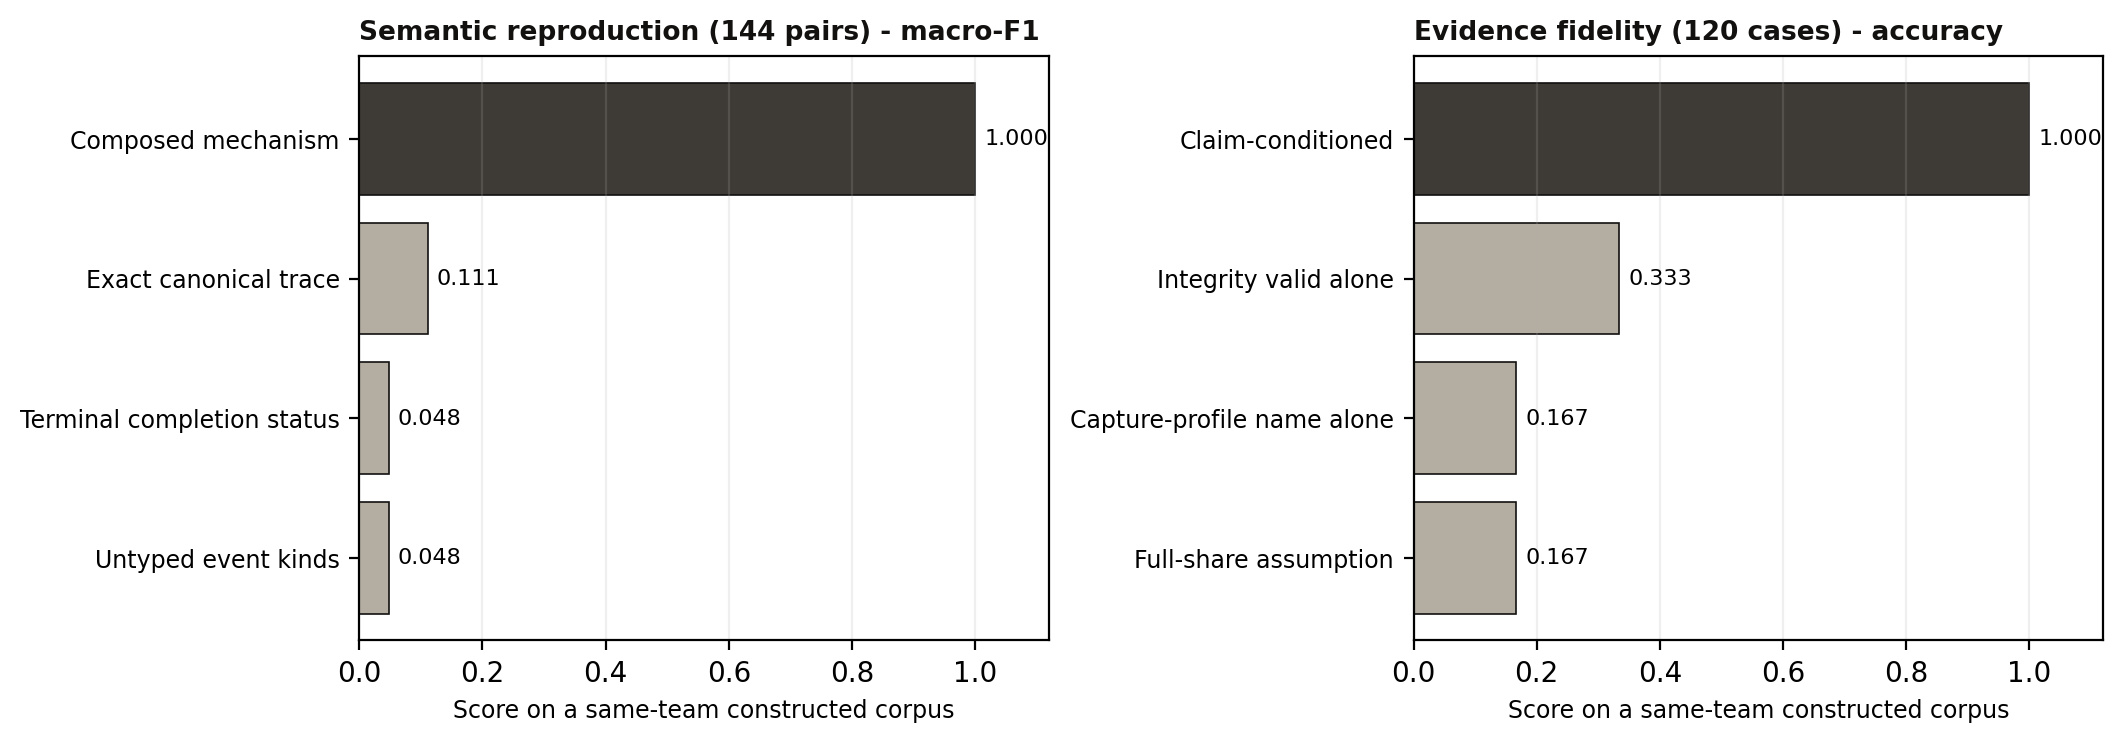 Semantic reproduction (144 pairs) - macro-F1
Composed mechanism
1.000
Exact canonical trace
0.111
Terminal completion status
0.048
Untyped event kinds
0.048
0.0 0.2 0.4 0.6 0.8 1.0
Score on a same-team constructed corpus
Evidence fidelity (120 cases) - accuracy
Claim-conditioned
1.000
Integrity valid alone
0.333
Capture-profile name alone
0.167
Full-share assumption
0.167
0.0 0.2 0.4 0.6 0.8 1.0
Score on a same-team constructed corpus